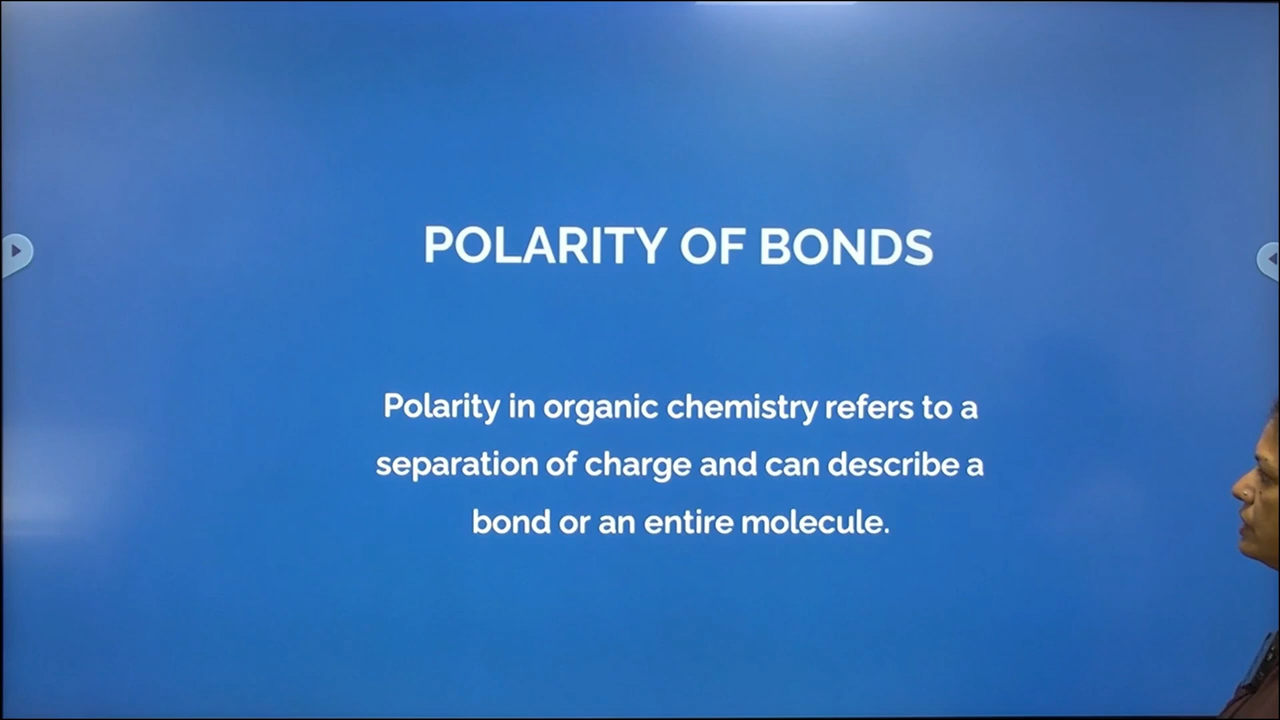 POLARITY OF BONDS
Polarity in organic chemistry refers to a
separation of charge and can describe a
bond or an entire molecule.